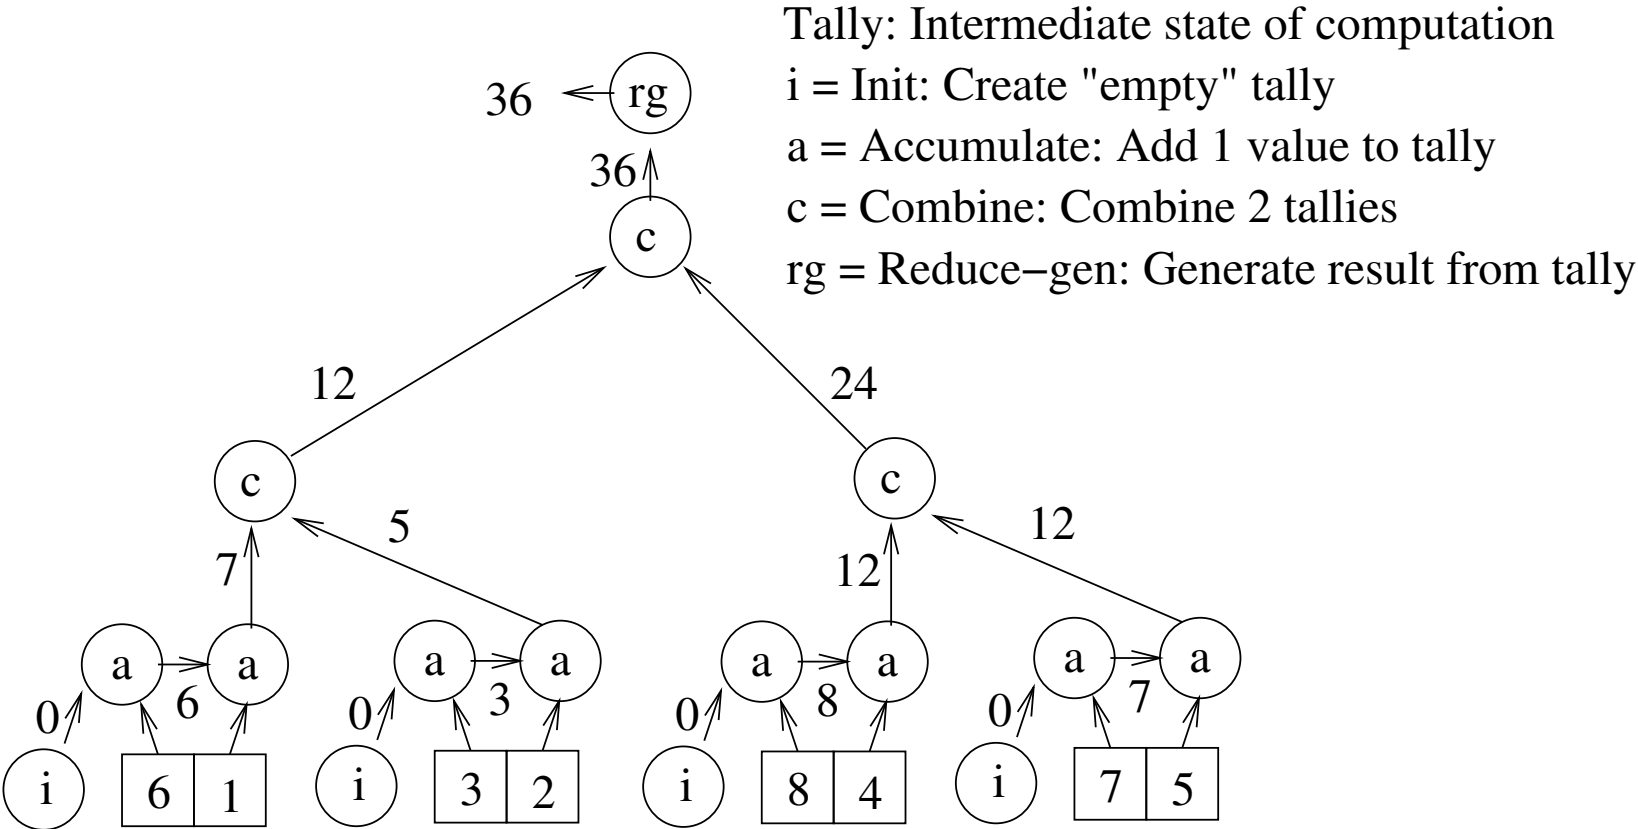 Tally: Intermediate state of computation
i = Init: Create "empty" tally
a = Accumulate: Add 1 value to tally
c = Combine: Combine 2 tallies
rg = Reduce−gen: Generate result from tally
36 rg
36
c
12 24
c c
5 12
7 12
a a a a a a a a
0 6 0 3 0 8 0 7
i 6 1 i 3 2 i 8 4 i 7 5